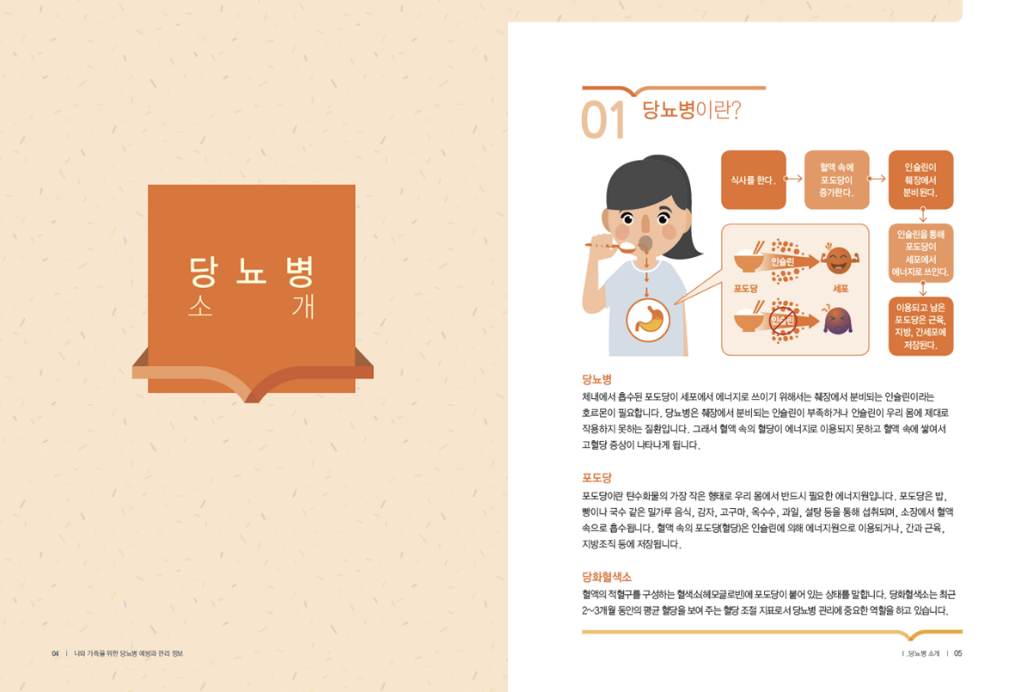 당 뇨 병
소 개
04 | 나와 가족을 위한 당뇨병 예방과 관리 정보
01 당뇨병이란?
식사를 한다.
혈액 속에
포도당이
증가한다.
인슐린이
췌장에서
분비된다.
인슐린을 통해
포도당이
세포에서
에너지로 쓰인다.
이용되고 남은
포도당은 근육,
지방, 간세포에
저장된다.
인슐린
포도당
세포
인슐린
당뇨병
체내에서 흡수된 포도당이 세포에서 에너지로 쓰이기 위해서는 췌장에서 분비되는 인슐린이라는
호르몬이 필요합니다. 당뇨병은 췌장에서 분비되는 인슐린이 부족하거나 인슐린이 우리 몸에 제대로
작용하지 못하는 질환입니다. 그래서 혈액 속의 혈당이 에너지로 이용되지 못하고 혈액 속에 쌓여서
고혈당 증상이 나타나게 됩니다.
포도당
포도당이란 탄수화물의 가장 작은 형태로 우리 몸에서 반드시 필요한 에너지원입니다. 포도당은 밥,
빵이나 국수 같은 밀가루 음식, 감자, 고구마, 옥수수, 과일, 설탕 등을 통해 섭취되며, 소장에서 혈액
속으로 흡수됩니다. 혈액 속의 포도당(혈당)은 인슐린에 의해 에너지원으로 이용되거나, 간과 근육,
지방조직 등에 저장됩니다.
당화혈색소
혈액의 적혈구를 구성하는 혈색소(헤모글로빈)에 포도당이 붙어 있는 상태를 말합니다. 당화혈색소는 최근
2~3개월 동안의 평균 혈당을 보여 주는 혈당 조절 지표로서 당뇨병 관리에 중요한 역할을 하고 있습니다.
Ⅰ.당뇨병 소개 | 05